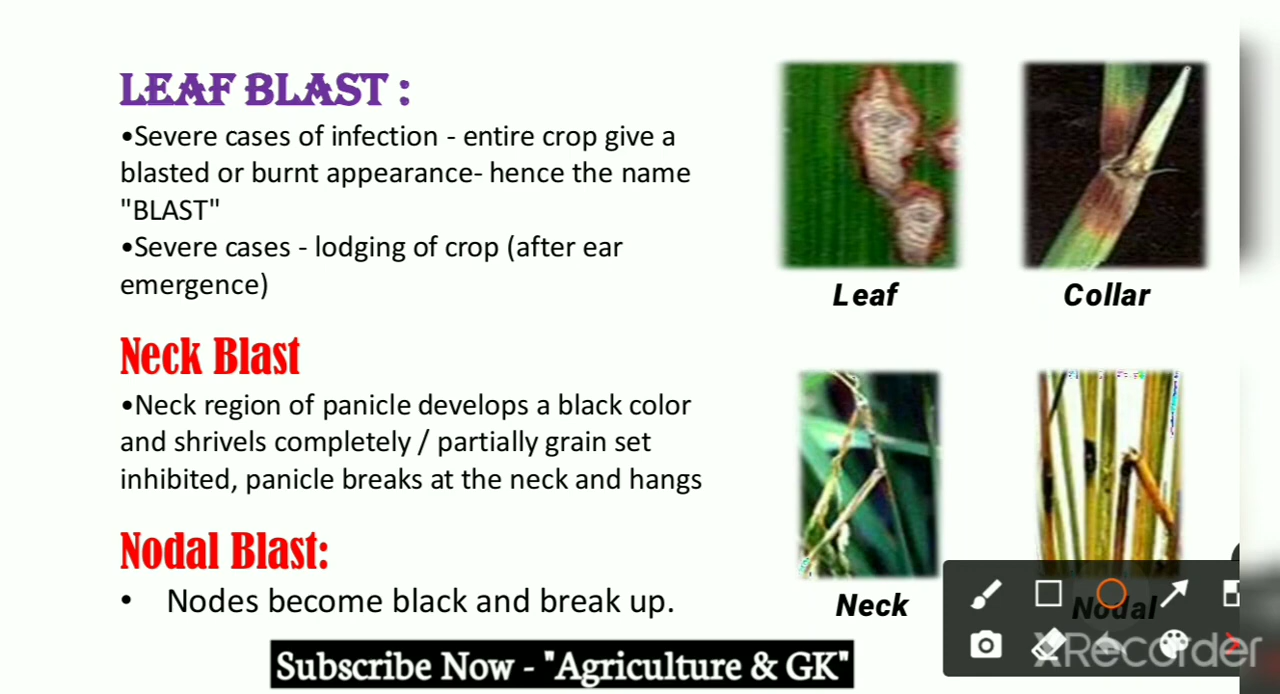 LEAF BLAST :
•Severe cases of infection - entire crop give a
blasted or burnt appearance- hence the name
"BLAST"
•Severe cases - lodging of crop (after ear
emergence)
Leaf
Collar
Neck Blast
•Neck region of panicle develops a black color
and shrivels completely / partially grain set
inhibited, panicle breaks at the neck and hangs
Nodal Blast:
• Nodes become black and break up.
Neck
Nodal
XRecorder
Subscribe Now - "Agriculture & GK"